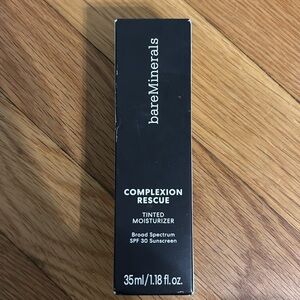 bareMinerals
COMPLEXION
RESCUE
TINTED
MOISTURIZER
Broad Spectrum
SPF 30 Sunscreen
35ml/1.18 fl.oz.